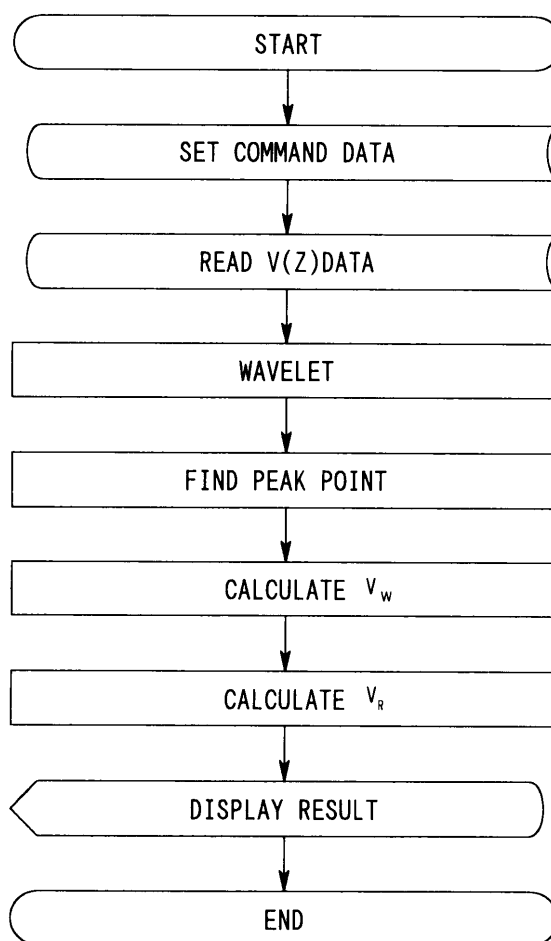 START
SET COMMAND DATA
READ V(Z)DATA
WAVELET
FIND PEAK POINT
CALCULATE VW
CALCULATE VR
DISPLAY RESULT
END